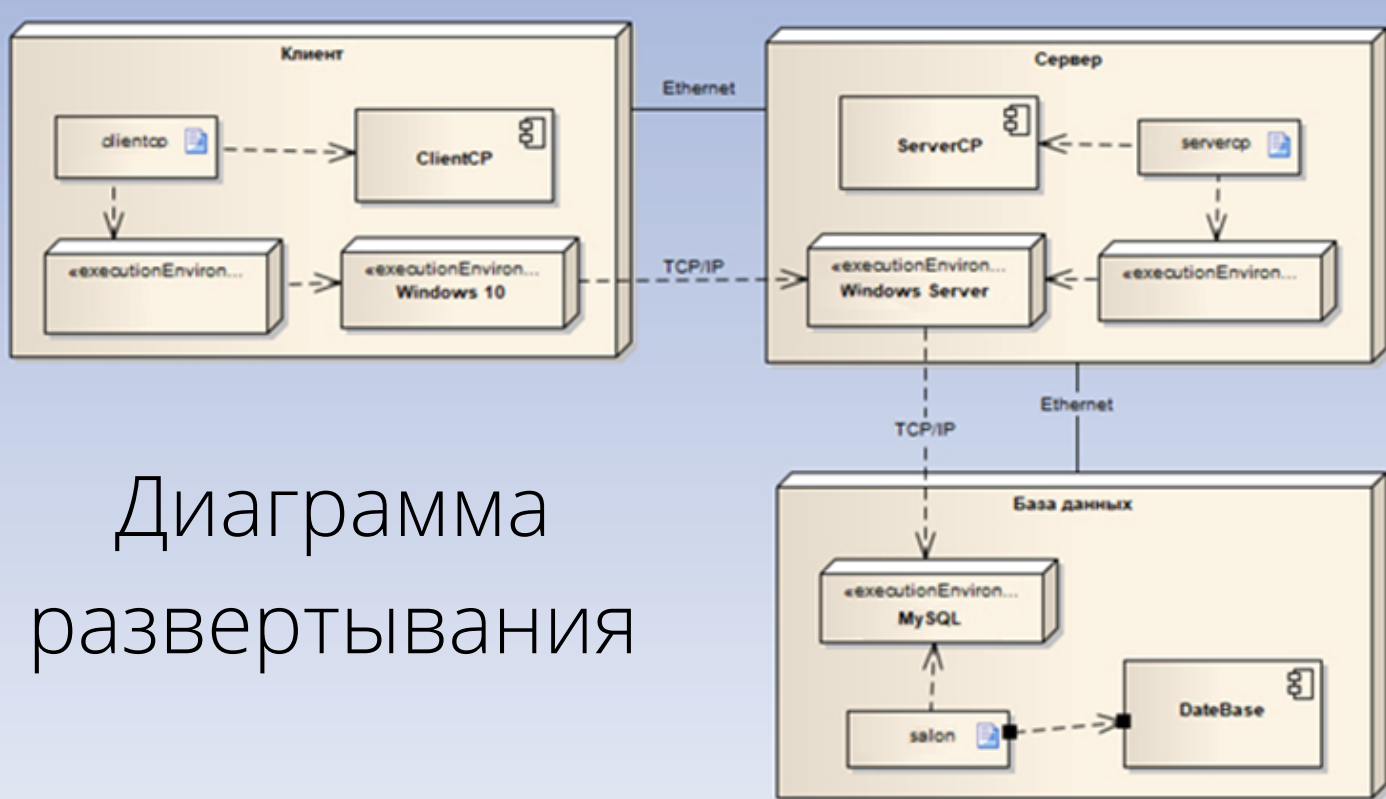 Клиент
clientcp
ClientCP
«executionEnviron...
«executionEnviron...
Windows 10
Ethernet
TCP/IP
Сервер
ServerCP
servercp
«executionEnviron...
Windows Server
«executionEnviron...
TCP/IP
Ethernet
База данных
«executionEnviron...
MySQL
salon
DateBase
Диаграмма
развертывания